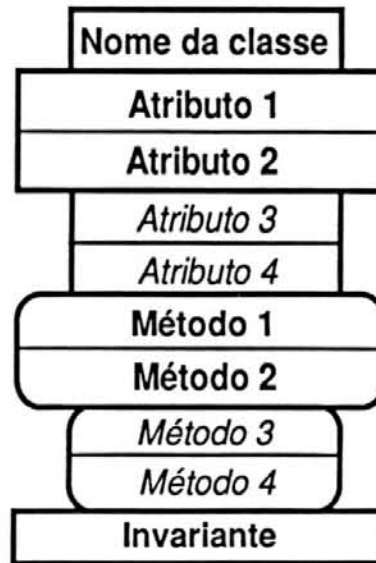 Nome da classe
Atributo 1
Atributo 2
Atributo 3
Atributo 4
Método 1
Método 2
Método 3
Método 4
Invariante